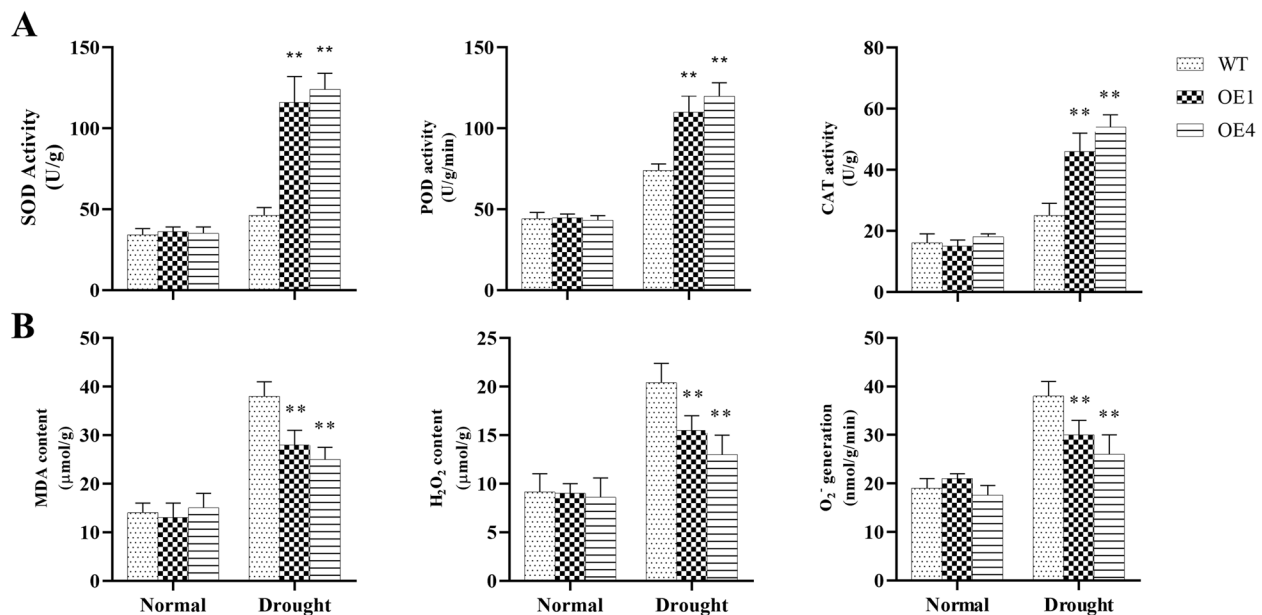 A
SOD Activity
(U/g)
150
100
50
0
**
**
POD activity
(U/g/min)
150
100
50
0
**
**
CAT activity
(U/g)
80
60
40
20
0
**
**
WT
OE1
OE4
B
MDA content
(μmol/g)
50
40
30
20
10
0
**
**
Normal
Drought
H₂O₂ content
(μmol/g)
25
20
15
10
5
0
**
**
Normal
Drought
O₂⁻ generation
(nmol/g/min)
50
40
30
20
10
0
**
**
Normal
Drought